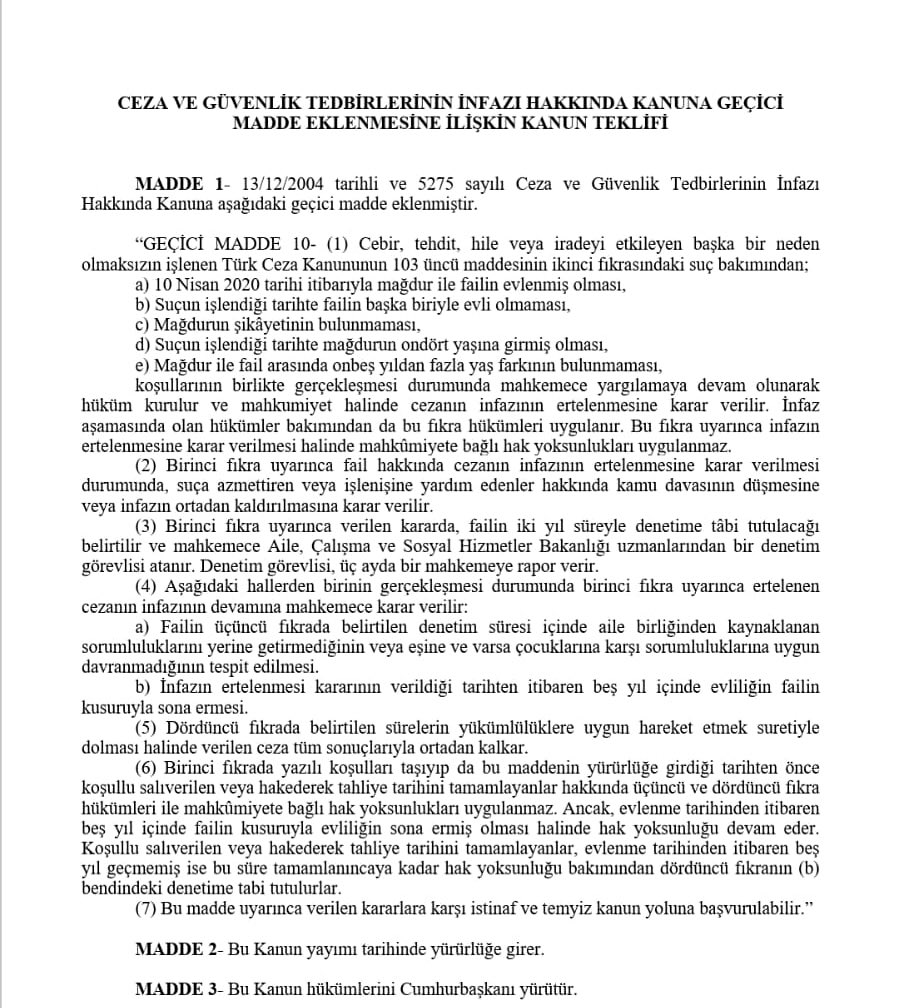 CEZA VE GÜVENLİK TEDBİRLERİNİN İNFAZI HAKKINDA KANUNA GEÇİCİ
MADDE EKLENMESİNE İLİŞKİN KANUN TEKLİFİ
MADDE 1- 13/12/2004 tarihli ve 5275 sayılı Ceza ve Güvenlik Tedbirlerinin İnfazı
Hakkında Kanuna aşağıdaki geçici madde eklenmiştir.
“GEÇİCİ MADDE 10- (1) Cebir, tehdit, hile veya iradeyi etkileyen başka bir neden
olmaksızın işlenen Türk Ceza Kanununun 103 üncü maddesinin ikinci fıkrasındaki suç bakımından;
a) 10 Nisan 2020 tarihi itibarıyla mağdur ile failin evlenmiş olması,
b) Suçun işlendiği tarihte failin başka biriyle evli olmaması,
c) Mağdurun şikâyetinin bulunmaması,
d) Suçun işlendiği tarihte mağdurun ondört yaşına girmiş olması,
e) Mağdur ile fail arasında onbeş yıldan fazla yaş farkının bulunmaması,
koşullarının birlikte gerçekleşmesi durumunda mahkemece yargılamaya devam olunarak
hüküm kurulur ve mahkumiyet halinde cezanın infazının ertelenmesine karar verilir. İnfaz
aşamasında olan hükümler bakımından da bu fıkra hükümleri uygulanır. Bu fıkra uyarınca infazın
ertelenmesine karar verilmesi halinde mahkûmiyete bağlı hak yoksunlukları uygulanmaz.
(2) Birinci fıkra uyarınca fail hakkında cezanın infazının ertelenmesine karar verilmesi
durumunda, suça azmettiren veya işlenişine yardım edenler hakkında kamu davasının düşmesine
veya infazın ortadan kaldırılmasına karar verilir.
(3) Birinci fıkra uyarınca verilen kararda, failin iki yıl süreyle denetime tâbi tutulacağı
belirtilir ve mahkemece Aile, Çalışma ve Sosyal Hizmetler Bakanlığı uzmanlarından bir denetim
görevlisi atanır. Denetim görevlisi, üç ayda bir mahkemeye rapor verir.
(4) Aşağıdaki hallerden birinin gerçekleşmesi durumunda birinci fıkra uyarınca ertelenen
cezanın infazının devamına mahkemece karar verilir:
a) Failin üçüncü fıkrada belirtilen denetim süresi içinde aile birliğinden kaynaklanan
sorumluluklarını yerine getirmediğinin veya eşine ve varsa çocuklarına karşı sorumluluklarına uygun
davranmadığının tespit edilmesi.
b) İnfazın ertelenmesi kararının verildiği tarihten itibaren beş yıl içinde evliliğin failin
kusuruyla sona ermesi.
(5) Dördüncü fıkrada belirtilen sürelerin yükümlülüklere uygun hareket etmek suretiyle
dolması halinde verilen ceza tüm sonuçlarıyla ortadan kalkar.
(6) Birinci fıkrada yazılı koşulları taşıyıp da bu maddenin yürürlüğe girdiği tarihten önce
koşullu salıverilen veya hakederek tahliye tarihini tamamlayanlar hakkında üçüncü ve dördüncü fıkra
hükümleri ile mahkûmiyete bağlı hak yoksunlukları uygulanmaz. Ancak, evlenme tarihinden itibaren
beş yıl içinde failin kusuruyla evliliğin sona ermiş olması halinde hak yoksunluğu devam eder.
Koşullu salıverilen veya hakederek tahliye tarihini tamamlayanlar, evlenme tarihinden itibaren beş
yıl geçmemiş ise bu süre tamamlanıncaya kadar hak yoksunluğu bakımından dördüncü fıkranın (b)
bendindeki denetime tabi tutulurlar.
(7) Bu madde uyarınca verilen kararlara karşı istinaf ve temyiz kanun yoluna başvurulabilir.”
MADDE 2- Bu Kanun yayımı tarihinde yürürlüğe girer.
MADDE 3- Bu Kanun hükümlerini Cumhurbaşkanı yürütür.